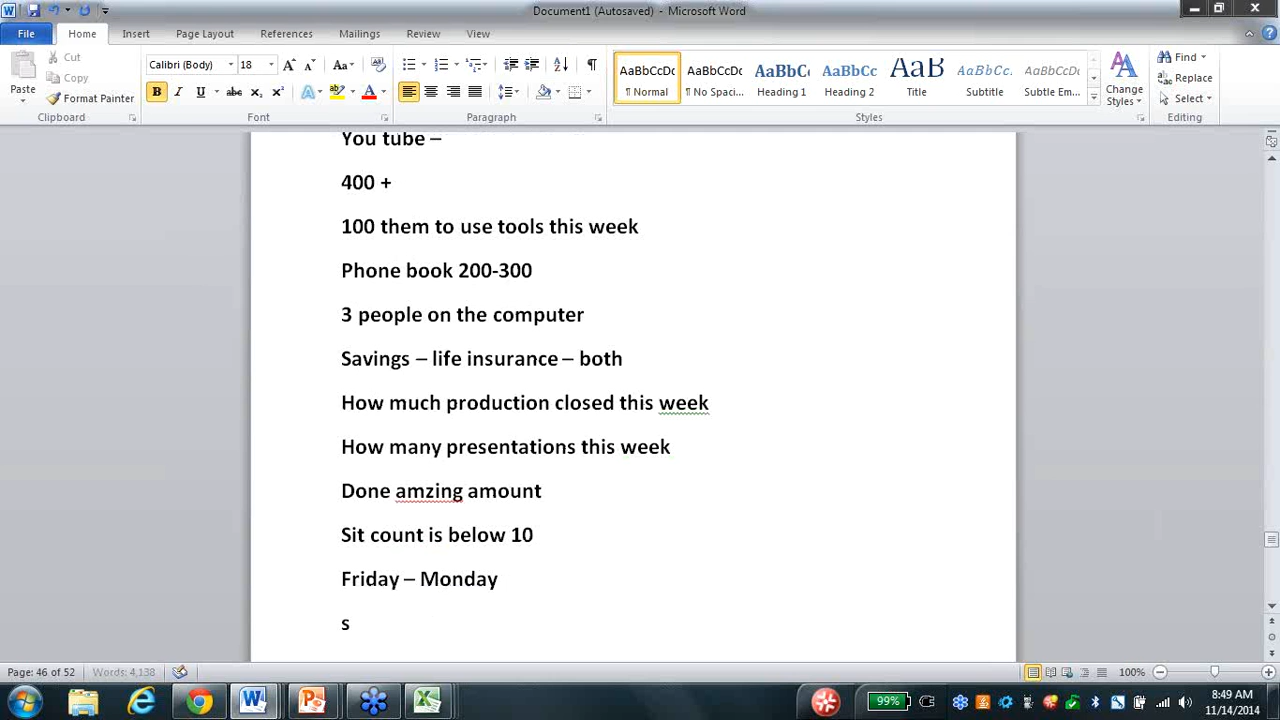 Document1 (Autosaved) - Microsoft Word
File Home Insert Page Layout References Mailings Review View
Paste
Cut
Copy
Format Painter
Clipboard
Calibri (Body) 18
Font
Paragraph
AaBbCcDc AaBbCcDc AaBbC AaBbCc AaB AaBbCc. AaBbCcDc
¶ Normal ¶ No Spaci... Heading 1 Heading 2 Title Subtitle Subtle Em...
Change Styles
Styles
Find
Replace
Select
Editing
You tube –
400 +
100 them to use tools this week
Phone book 200-300
3 people on the computer
Savings – life insurance – both
How much production closed this week
How many presentations this week
Done amzing amount
Sit count is below 10
Friday – Monday
s
Page: 46 of 52 Words: 4,138 100%
99% 8:49 AM
11/14/2014